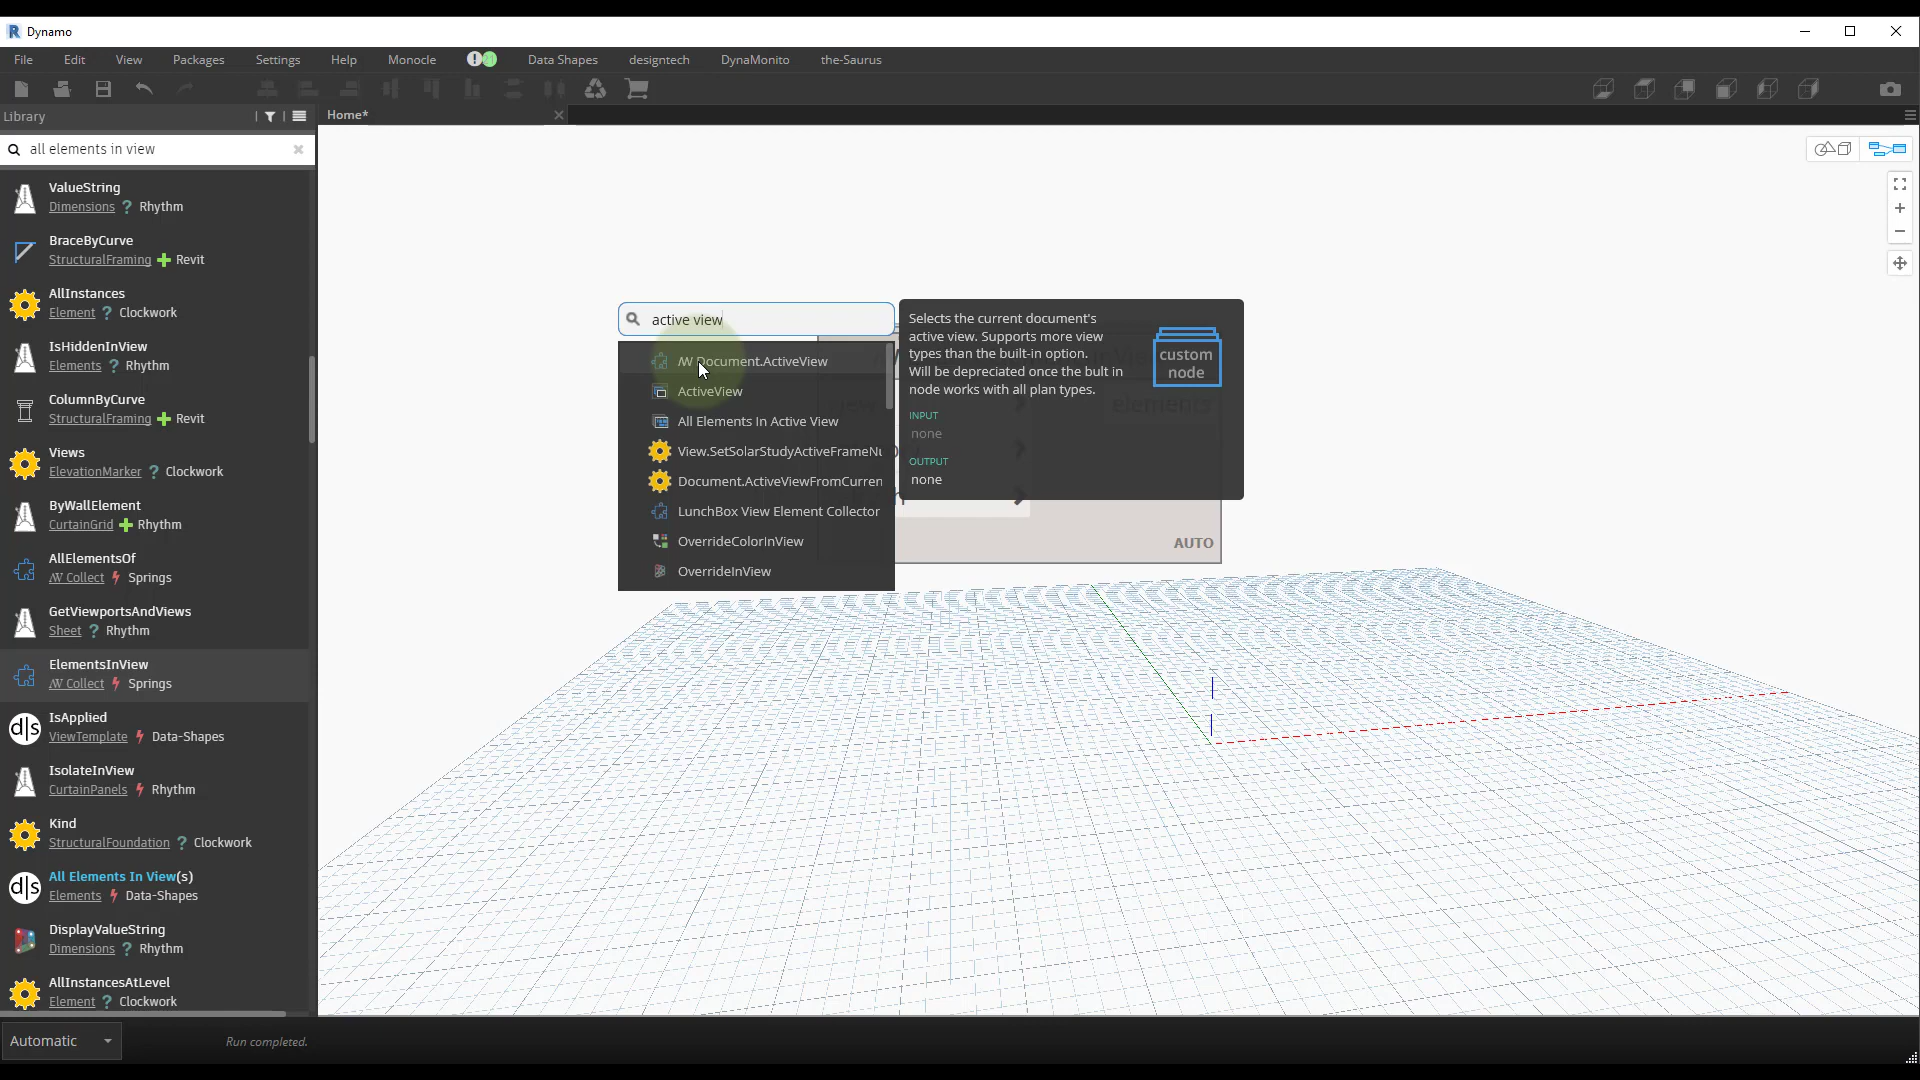 Dynamo
File Edit View Packages Settings Help Monocle ! Data Shapes designtech DynaMonito the-Saurus
Library
Home*
all elements in view
ValueString
Dimensions ? Rhythm
BraceByCurve
StructuralFraming Revit
AllInstances
Element ? Clockwork
IsHiddenInView
Elements ? Rhythm
ColumnByCurve
StructuralFraming Revit
Views
ElevationMarker ? Clockwork
ByWallElement
CurtainGrid Rhythm
AllElementsOf
Collect Springs
GetViewportsAndViews
Sheet ? Rhythm
ElementsInView
Collect Springs
IsApplied
d|s
ViewTemplate Data-Shapes
IsolateInView
CurtainPanels Rhythm
Kind
StructuralFoundation ? Clockwork
All Elements In View(s)
d|s
Elements Data-Shapes
DisplayValueString
Dimensions ? Rhythm
AllInstancesAtLevel
Element ? Clockwork
active view
Document.ActiveView
ActiveView
All Elements In Active View
View.SetSolarStudyActiveFrameNu
Document.ActiveViewFromCurren
LunchBox View Element Collector
OverrideColorInView
OverrideInView
Selects the current document's
active view. Supports more view
types than the built-in option.
Will be depreciated once the bult in
node works with all plan types.
INPUT
none
OUTPUT
none
custom
node
elements
AUTO
Automatic
Run completed.